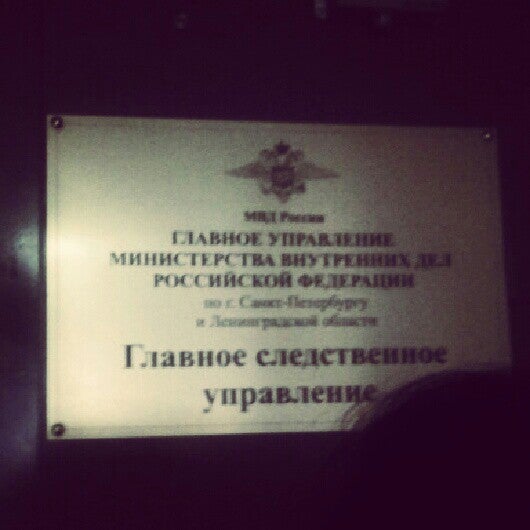 МВД России
ГЛАВНОЕ УПРАВЛЕНИЕ
МИНИСТЕРСТВА ВНУТРЕННИХ ДЕЛ
РОССИЙСКОЙ ФЕДЕРАЦИИ
по г. Санкт-Петербургу
и Ленинградской области
Главное следственное
управление